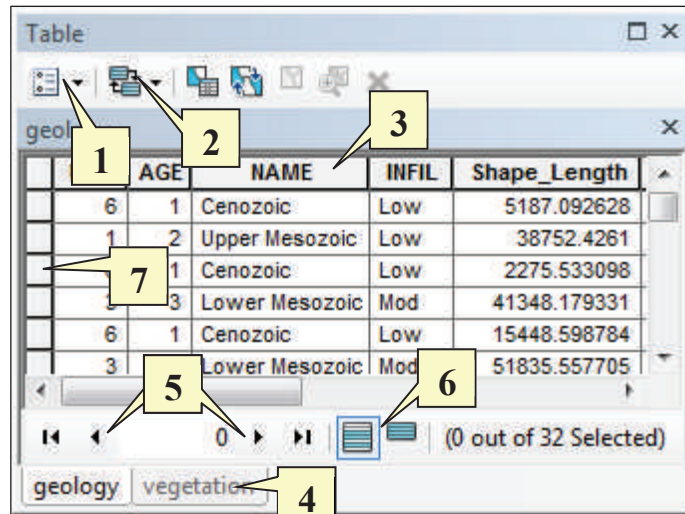 Table
geol
1
2
3
AGE NAME INFIL Shape_Length
6 1 Cenozoic Low 5187.092628
1 2 Upper Mesozoic Low 38752.4261
7 1 Cenozoic Low 2275.533098
3 Lower Mesozoic Mod 41348.179331
6 1 Cenozoic Low 15448.598784
3 Lower Mesozoic Mod 51835.557705
5
6
0 (0 out of 32 Selected)
geology vegetation
4